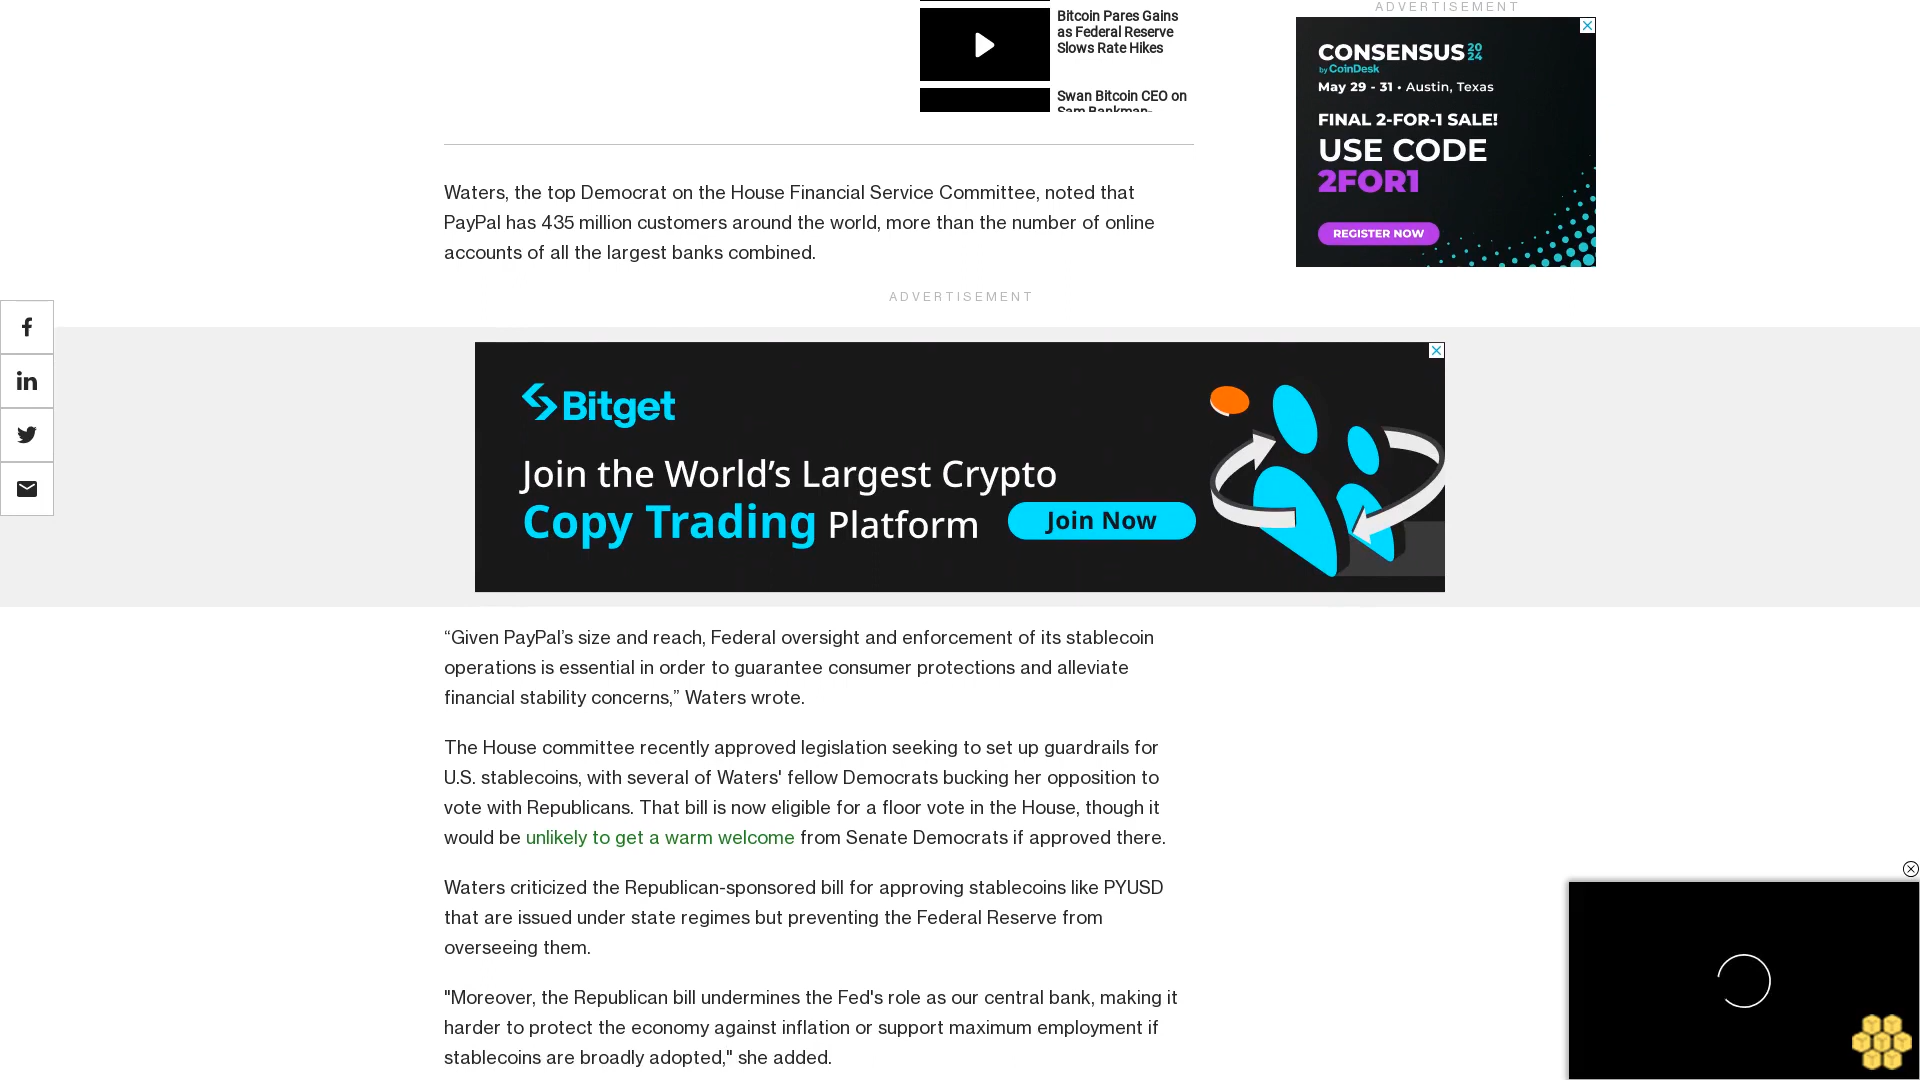 Bitcoin Pares Gains
as Federal Reserve
Slows Rate Hikes
Swan Bitcoin CEO on
Sam Bankman-
ADVERTISEMENT
CONSENSUS 20
24
by CoinDesk
May 29 - 31 • Austin, Texas
FINAL 2-FOR-1 SALE!
USE CODE
2FOR1
REGISTER NOW
Waters, the top Democrat on the House Financial Service Committee, noted that
PayPal has 435 million customers around the world, more than the number of online
accounts of all the largest banks combined.
ADVERTISEMENT
Bitget
Join the World’s Largest Crypto
Copy Trading Platform
Join Now
“Given PayPal’s size and reach, Federal oversight and enforcement of its stablecoin
operations is essential in order to guarantee consumer protections and alleviate
financial stability concerns,” Waters wrote.
The House committee recently approved legislation seeking to set up guardrails for
U.S. stablecoins, with several of Waters' fellow Democrats bucking her opposition to
vote with Republicans. That bill is now eligible for a floor vote in the House, though it
would be unlikely to get a warm welcome from Senate Democrats if approved there.
Waters criticized the Republican-sponsored bill for approving stablecoins like PYUSD
that are issued under state regimes but preventing the Federal Reserve from
overseeing them.
"Moreover, the Republican bill undermines the Fed's role as our central bank, making it
harder to protect the economy against inflation or support maximum employment if
stablecoins are broadly adopted," she added.